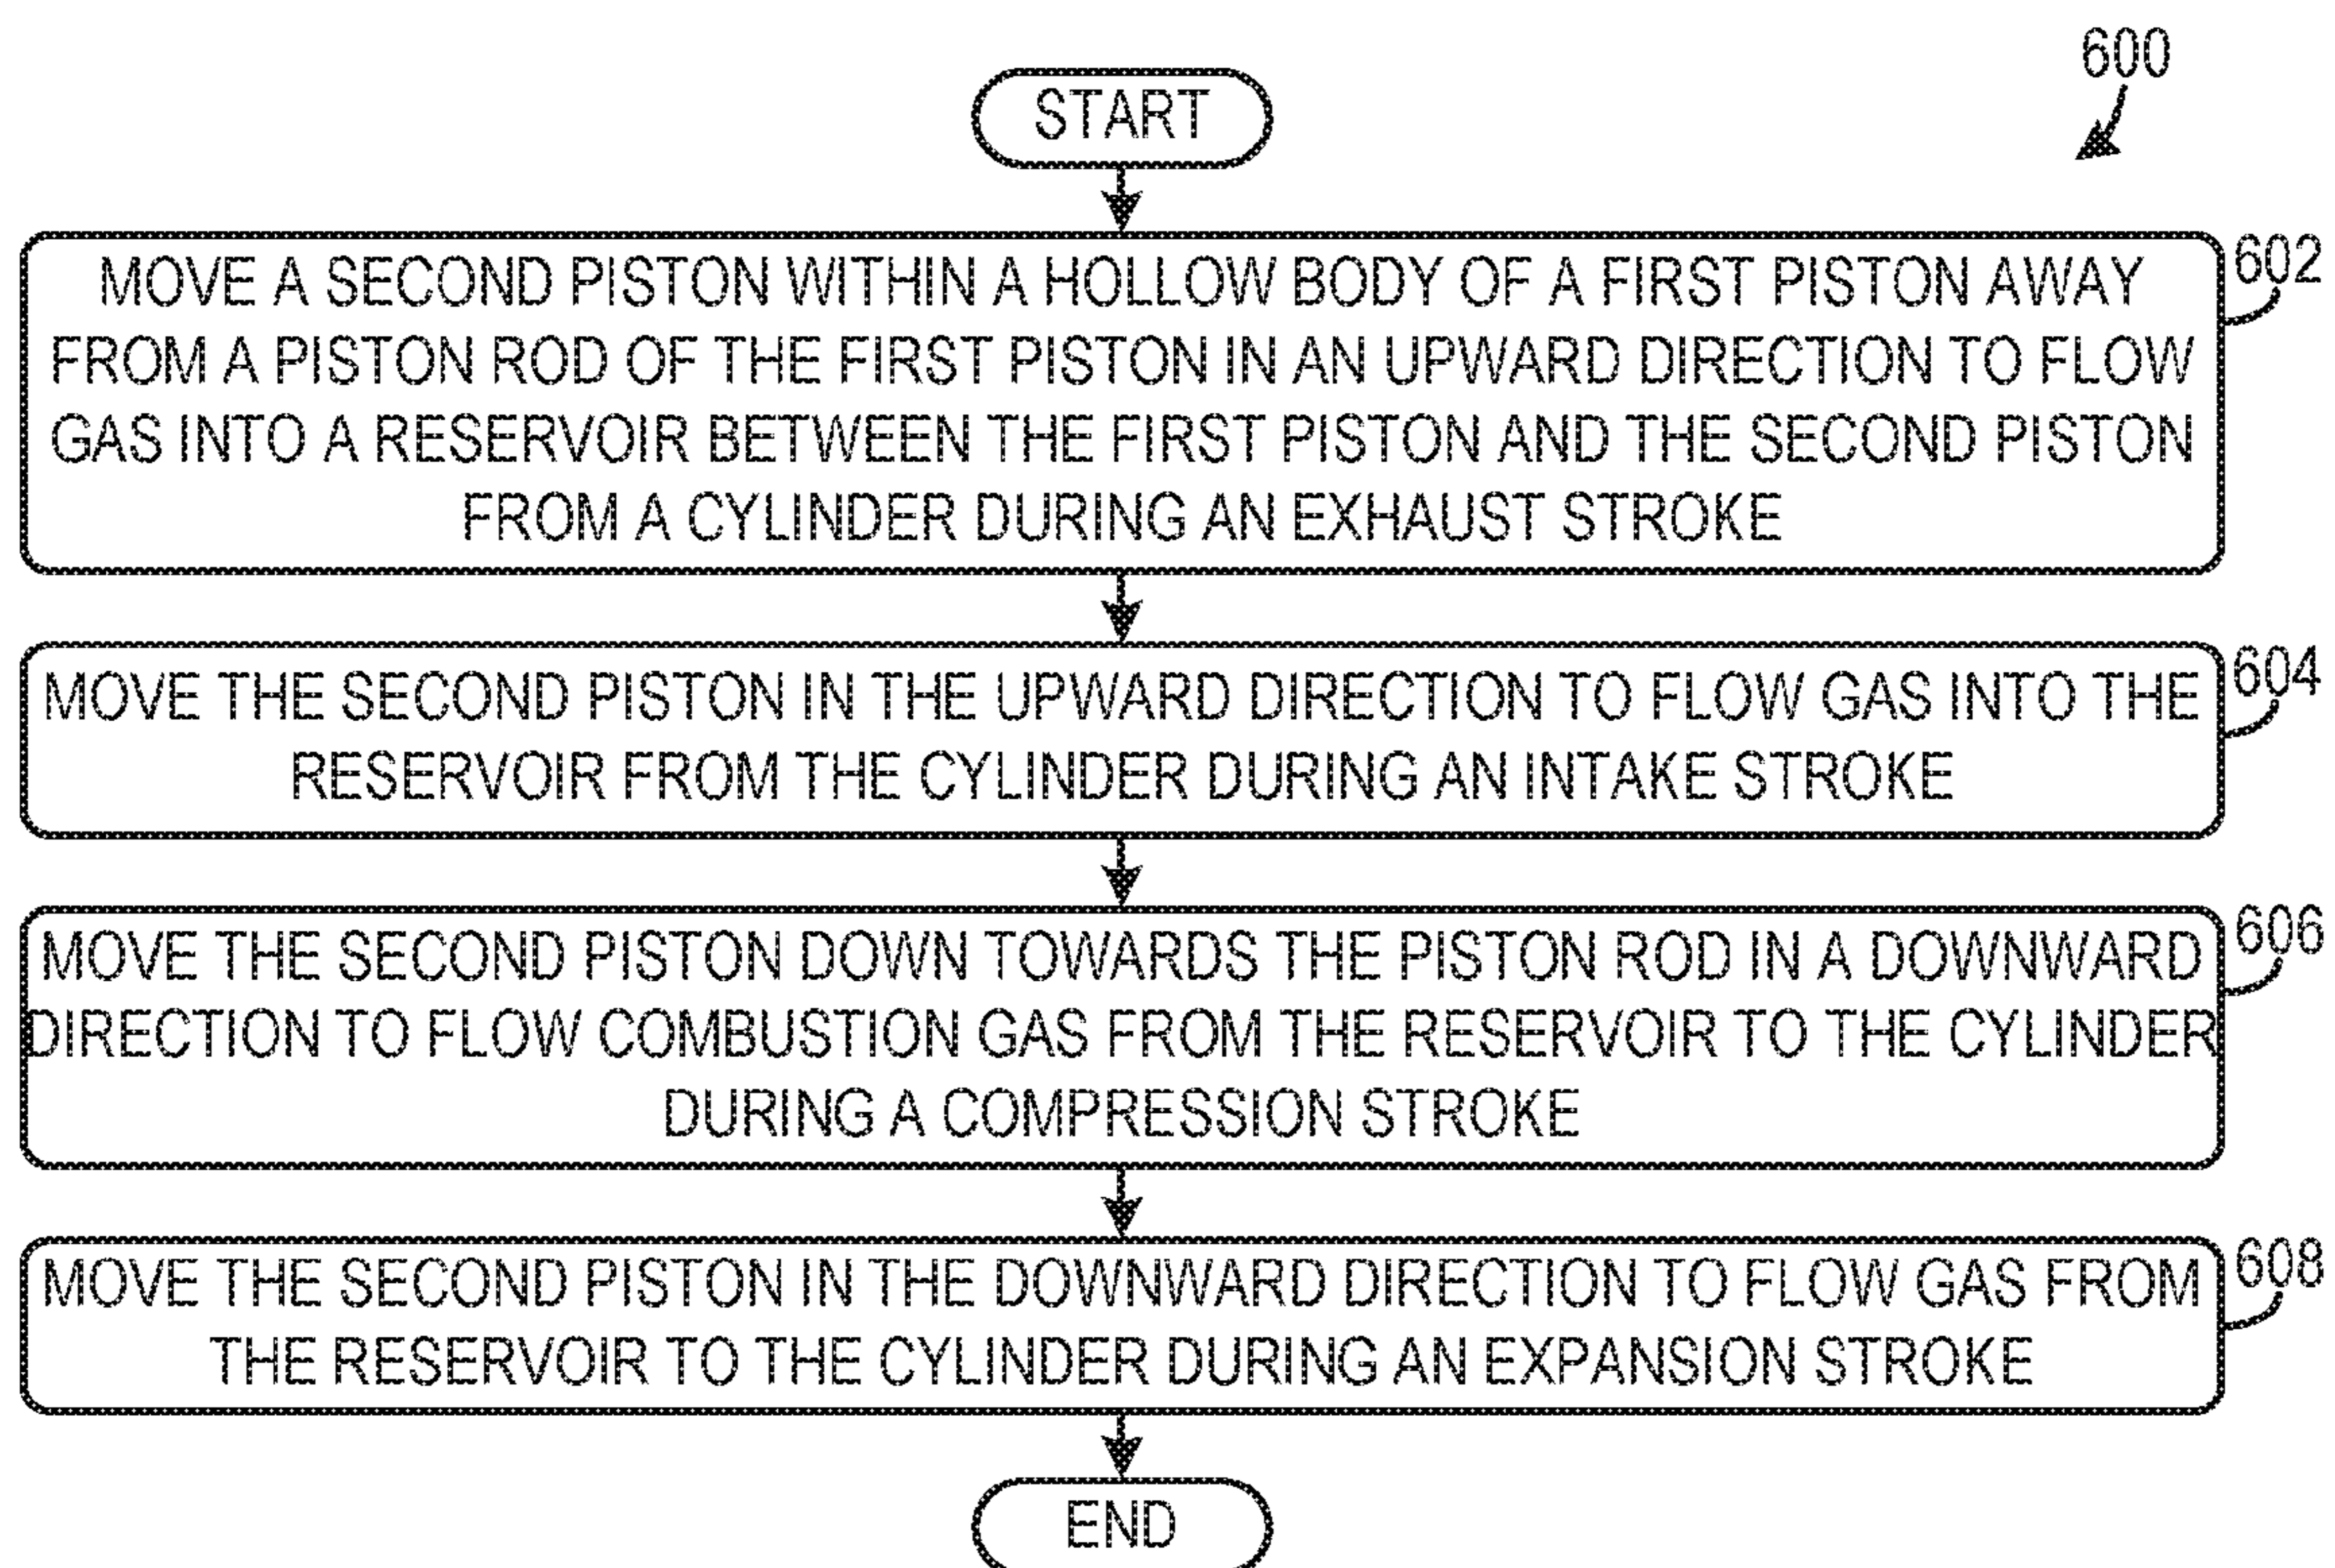 600
START
602
MOVE A SECOND PISTON WITHIN A HOLLOW BODY OF A FIRST PISTON AWAY
FROM A PISTON ROD OF THE FIRST PISTON IN AN UPWARD DIRECTION TO FLOW
GAS INTO A RESERVOIR BETWEEN THE FIRST PISTON AND THE SECOND PISTON
FROM A CYLINDER DURING AN EXHAUST STROKE
604
MOVE THE SECOND PISTON IN THE UPWARD DIRECTION TO FLOW GAS INTO THE
RESERVOIR FROM THE CYLINDER DURING AN INTAKE STROKE
606
MOVE THE SECOND PISTON DOWN TOWARDS THE PISTON ROD IN A DOWNWARD
DIRECTION TO FLOW COMBUSTION GAS FROM THE RESERVOIR TO THE CYLINDER
DURING A COMPRESSION STROKE
608
MOVE THE SECOND PISTON IN THE DOWNWARD DIRECTION TO FLOW GAS FROM
THE RESERVOIR TO THE CYLINDER DURING AN EXPANSION STROKE
END